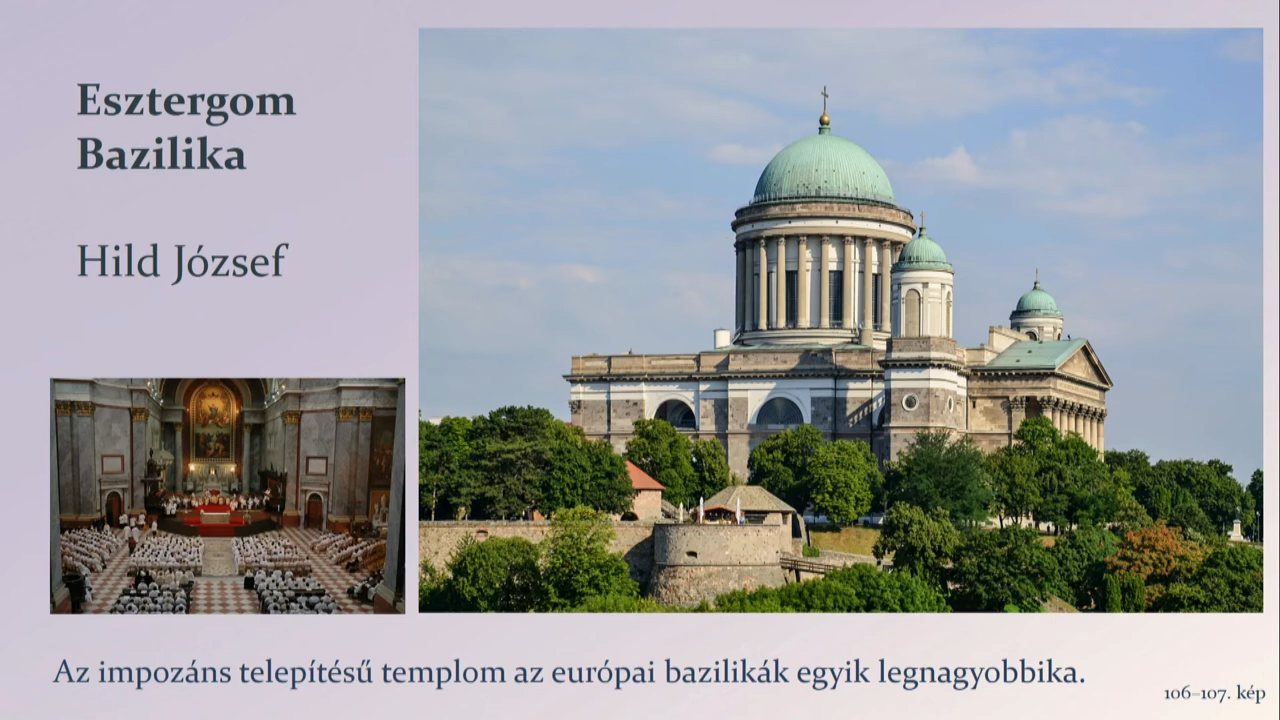 Esztergom
Bazilika
Hild József
Az impozáns telepítésű templom az európai bazilikák egyik legnagyobbika.
106–107. kép